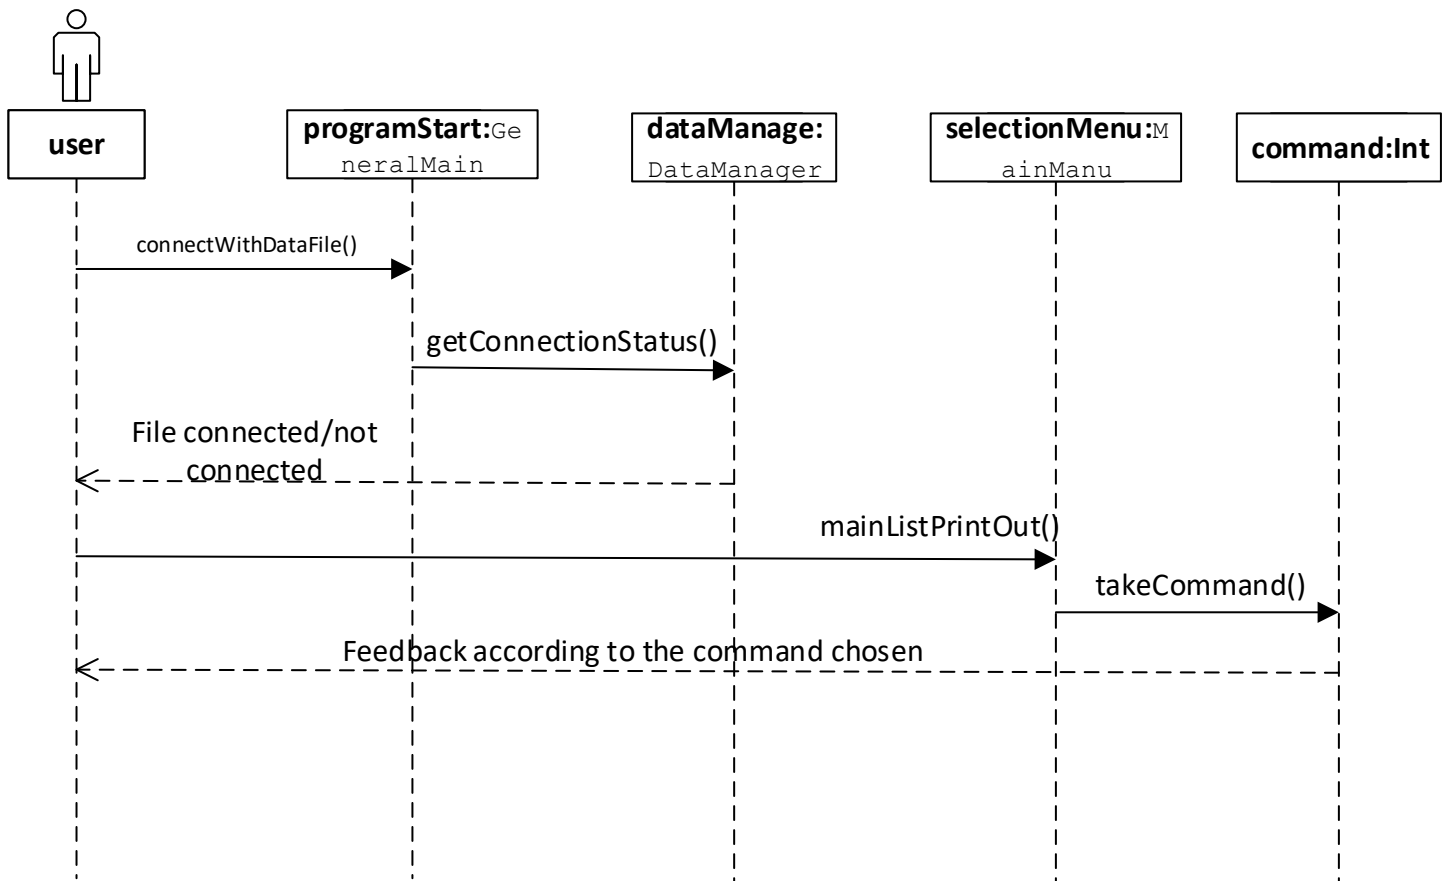 user
programStart:Ge
neralMain
dataManage:
DataManager
selectionMenu:M
ainManu
command:Int
connectWithDataFile()
getConnectionStatus()
File connected/not
connected
mainListPrintOut()
takeCommand()
Feedback according to the command chosen